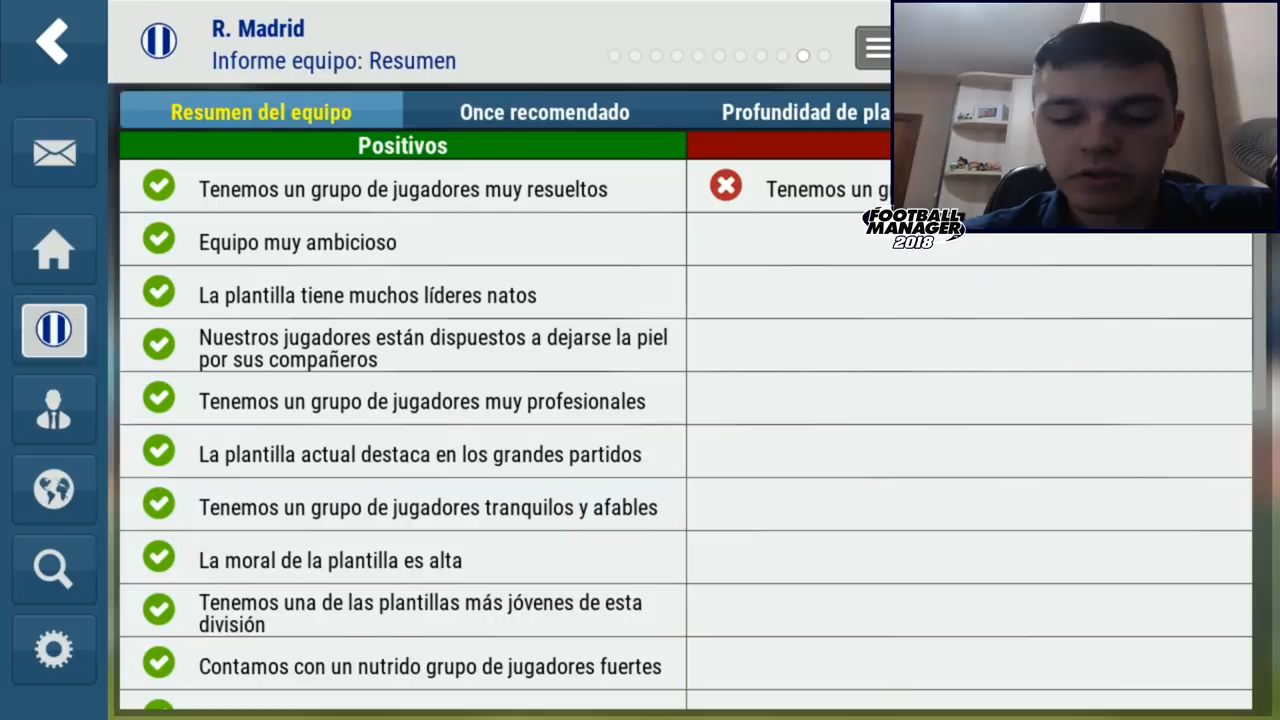 R. Madrid
Informe equipo: Resumen
Resumen del equipo
Once recomendado
Profundidad de
Positivos
Tenemos un grupo de jugadores muy resueltos
Tenemos un
FOOTBALL
MANAGER
2018
Equipo muy ambicioso
La plantilla tiene muchos líderes natos
Nuestros jugadores están dispuestos a dejarse la piel
por sus compañeros
Tenemos un grupo de jugadores muy profesionales
La plantilla actual destaca en los grandes partidos
Tenemos un grupo de jugadores tranquilos y afables
La moral de la plantilla es alta
Tenemos una de las plantillas más jóvenes de esta
división
Contamos con un nutrido grupo de jugadores fuertes